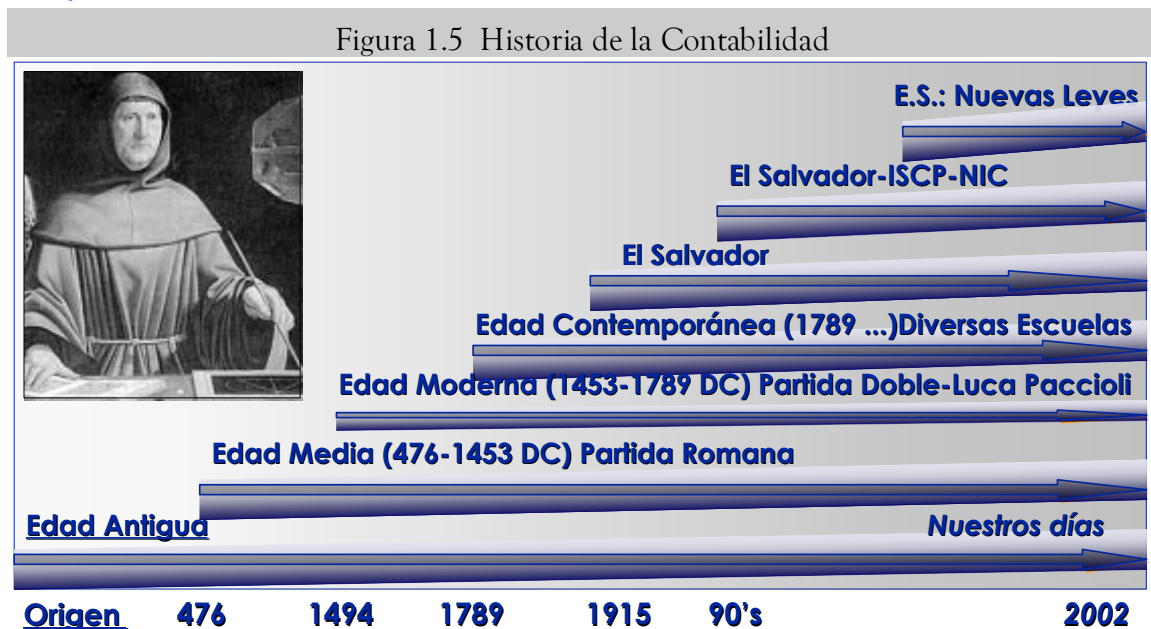 Figura 1.5 Historia de la Contabilidad
E.S.: Nuevas Leyes
El Salvador-ISCP-NIC
El Salvador
Edad Contemporánea (1789 ...)Diversas Escuelas
Edad Moderna (1453-1789 DC) Partida Doble-Luca Paccioli
Edad Media (476-1453 DC) Partida Romana
Edad Antigua Nuestros días
Origen 476 1494 1789 1915 90's 2002